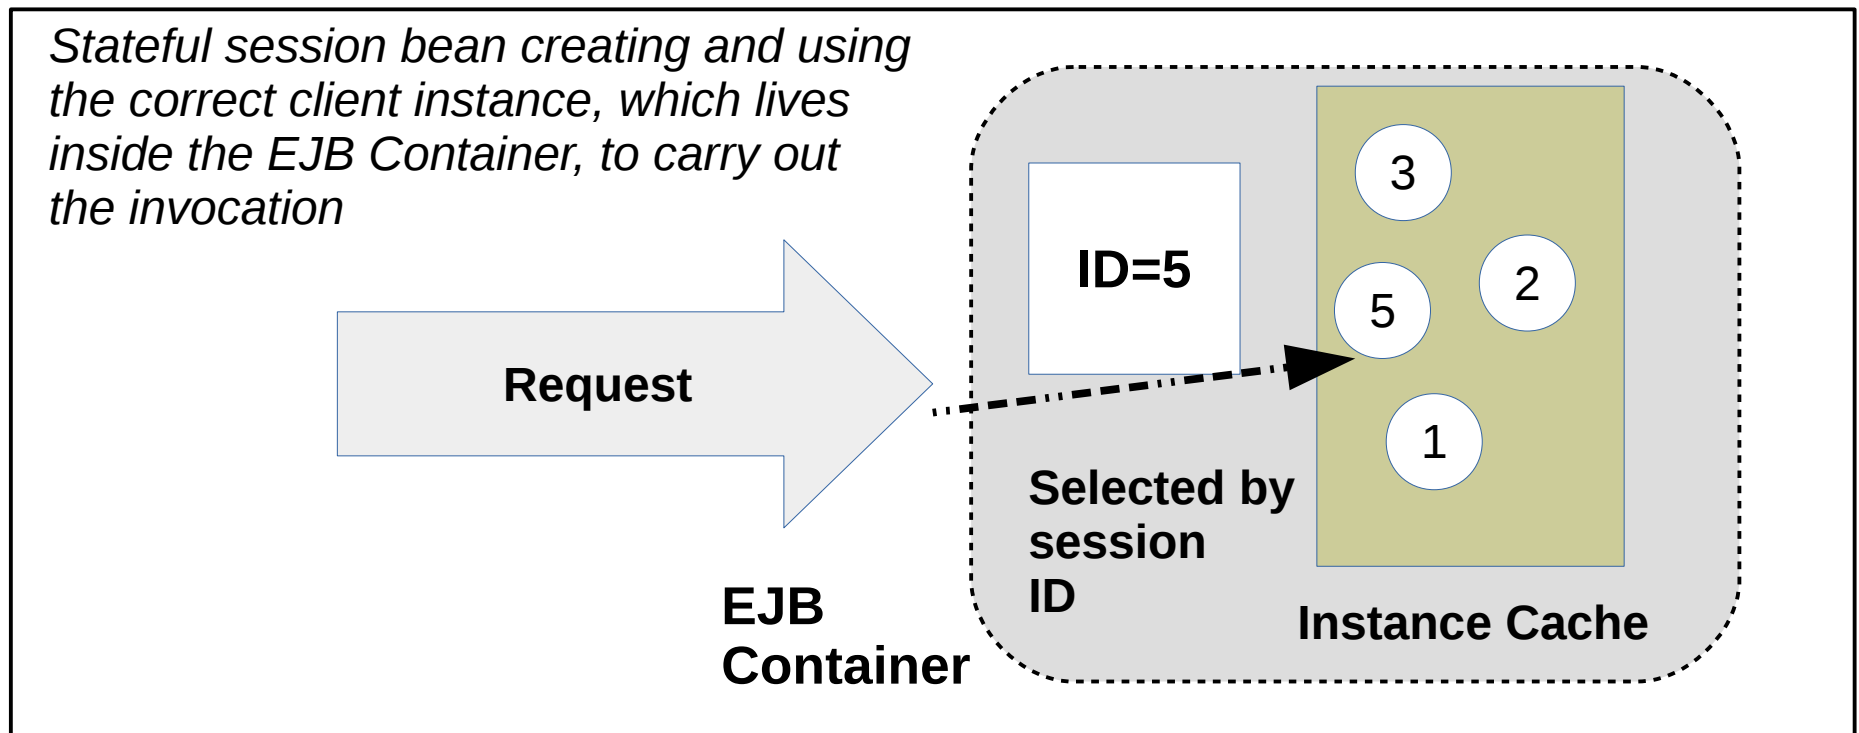 Stateful session bean creating and using
the correct client instance, which lives
inside the EJB Container, to carry out
the invocation
Request
EJB
Container
ID=5
Selected by
session
ID
3
2
5
1
Instance Cache